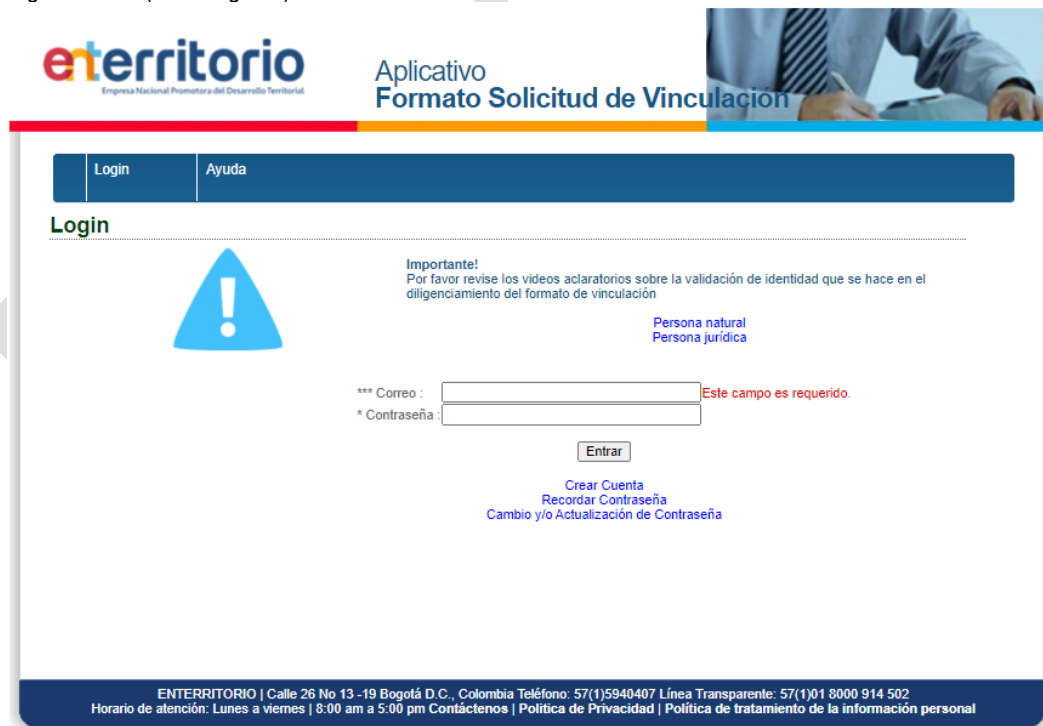 enterritorio
Empresa Nacional Promotora del Desarrollo Territorial
Aplicativo
Formato Solicitud de Vinculación
Login
Ayuda
Login
Importante!
Por favor revise los videos aclaratorios sobre la validación de identidad que se hace en el
diligenciamiento del formato de vinculación
Persona natural
Persona jurídica
*** Correo :
Este campo es requerido.
* Contraseña :
Entrar
Crear Cuenta
Recordar Contraseña
Cambio y/o Actualización de Contraseña
ENTERRITORIO | Calle 26 No 13 -19 Bogotá D.C., Colombia Teléfono: 57(1)5940407 Línea Transparente: 57(1)01 8000 914 502
Horario de atención: Lunes a viernes | 8:00 am a 5:00 pm Contáctenos | Politica de Privacidad | Política de tratamiento de la información personal